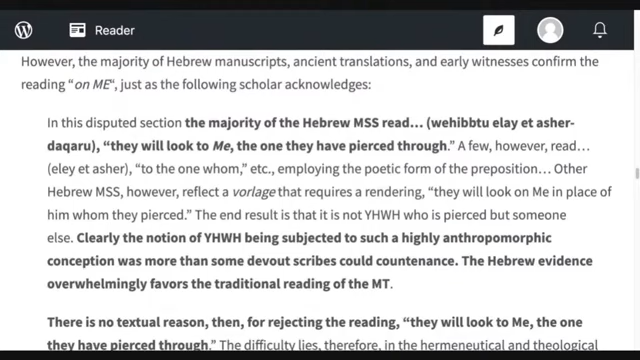 Reader
However, the majority of Hebrew manuscripts, ancient translations, and early witnesses confirm the
reading “on ME“, just as the following scholar acknowledges:
In this disputed section the majority of the Hebrew MSS read… (wehibbtu elay et asher-
daqaru), “they will look to Me, the one they have pierced through.” A few, however, read…
(eley et asher), “to the one whom,” etc., employing the poetic form of the preposition… Other
Hebrew MSS, however, reflect a vorlage that requires a rendering, “they will look on Me in place of
him whom they pierced.” The end result is that it is not YHWH who is pierced but someone
else. Clearly the notion of YHWH being subjected to such a highly anthropomorphic
conception was more than some devout scribes could countenance. The Hebrew evidence
overwhelmingly favors the traditional reading of the MT.
There is no textual reason, then, for rejecting the reading, “they will look to Me, the one
they have pierced through.” The difficulty lies, therefore, in the hermeneutical and theological